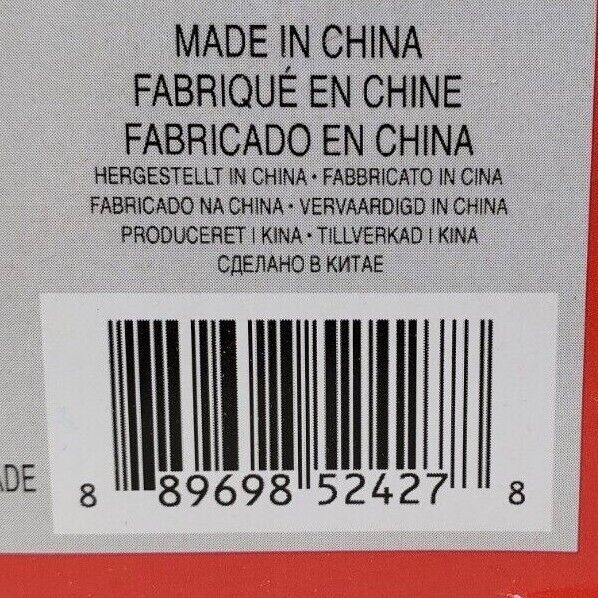 MADE IN CHINA
FABRIQUÉ EN CHINE
FABRICADO EN CHINA
HERGESTELLT IN CHINA • FABBRICATO IN CINA
FABRICADO NA CHINA • VERVAARDIGD IN CHINA
PRODUCERET I KINA • TILLVERKAD I KINA
СДЕЛАНО В КИТАЕ
8 89698 52427 8